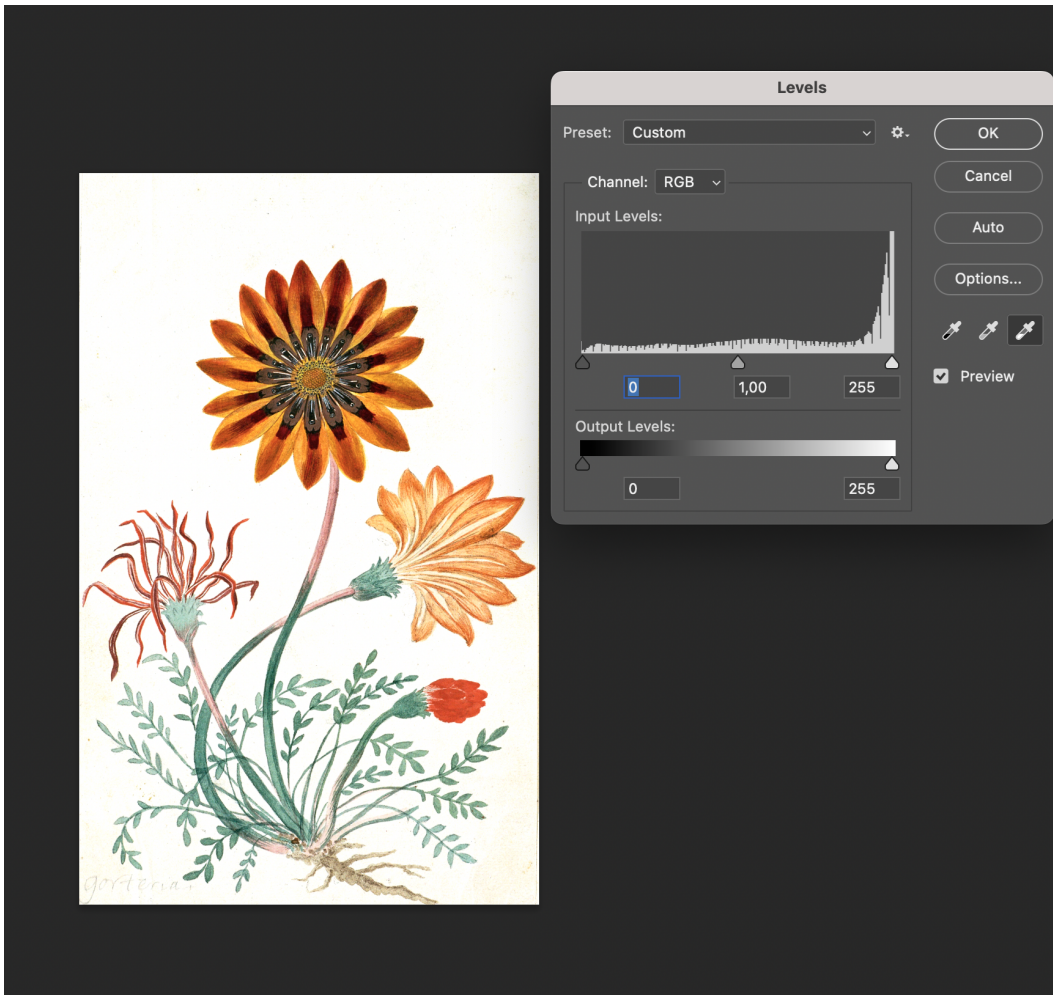 Levels
Preset: Custom
OK
Channel: RGB
Cancel
Input Levels:
Auto
Options...
0 1,00 255
Preview
Output Levels:
0 255
gorteria.